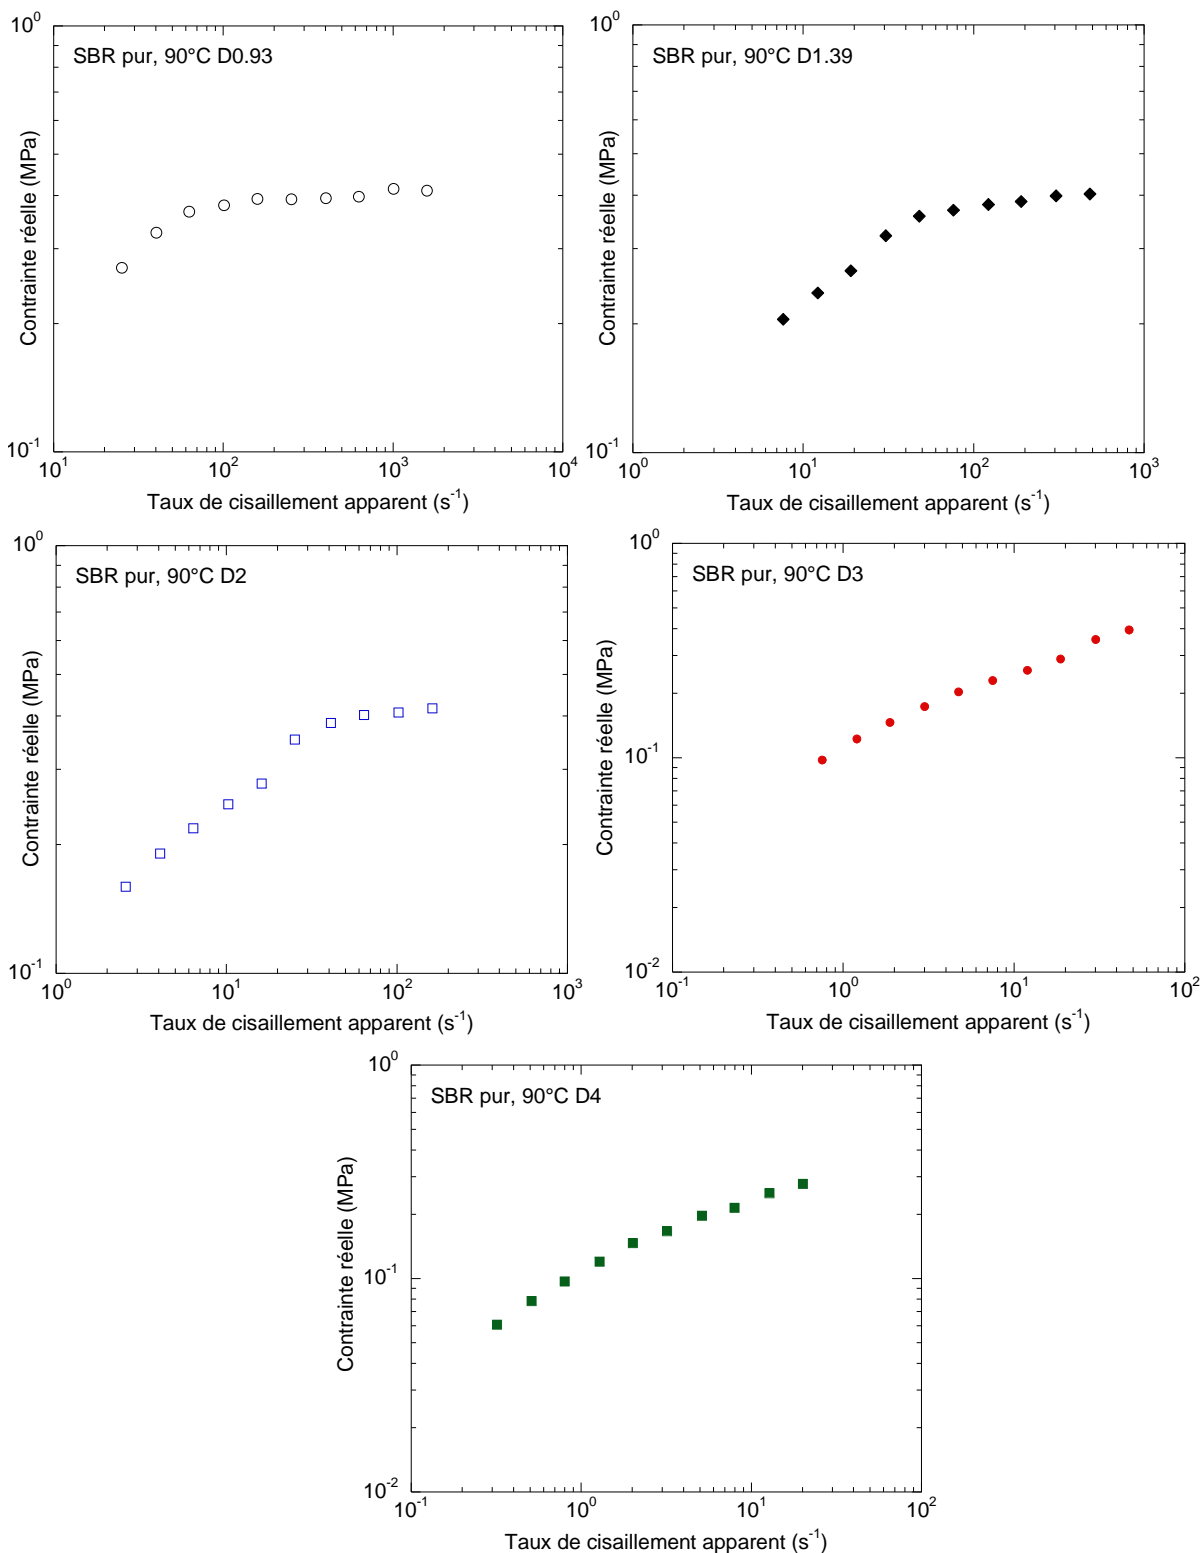 SBR pur, 90°C D0.93
Contrainte réelle (MPa)
10⁰
10⁻¹
10¹ 10² 10³ 10⁴
Taux de cisaillement apparent (s⁻¹)
SBR pur, 90°C D1.39
Contrainte réelle (MPa)
10⁰
10⁻¹
10⁰ 10¹ 10² 10³
Taux de cisaillement apparent (s⁻¹)
SBR pur, 90°C D2
Contrainte réelle (MPa)
10⁰
10⁻¹
10⁰ 10¹ 10² 10³
Taux de cisaillement apparent (s⁻¹)
SBR pur, 90°C D3
Contrainte réelle (MPa)
10⁰
10⁻¹
10⁻²
10⁻¹ 10⁰ 10¹ 10²
Taux de cisaillement apparent (s⁻¹)
SBR pur, 90°C D4
Contrainte réelle (MPa)
10⁰
10⁻¹
10⁻²
10⁻¹ 10⁰ 10¹ 10²
Taux de cisaillement apparent (s⁻¹)